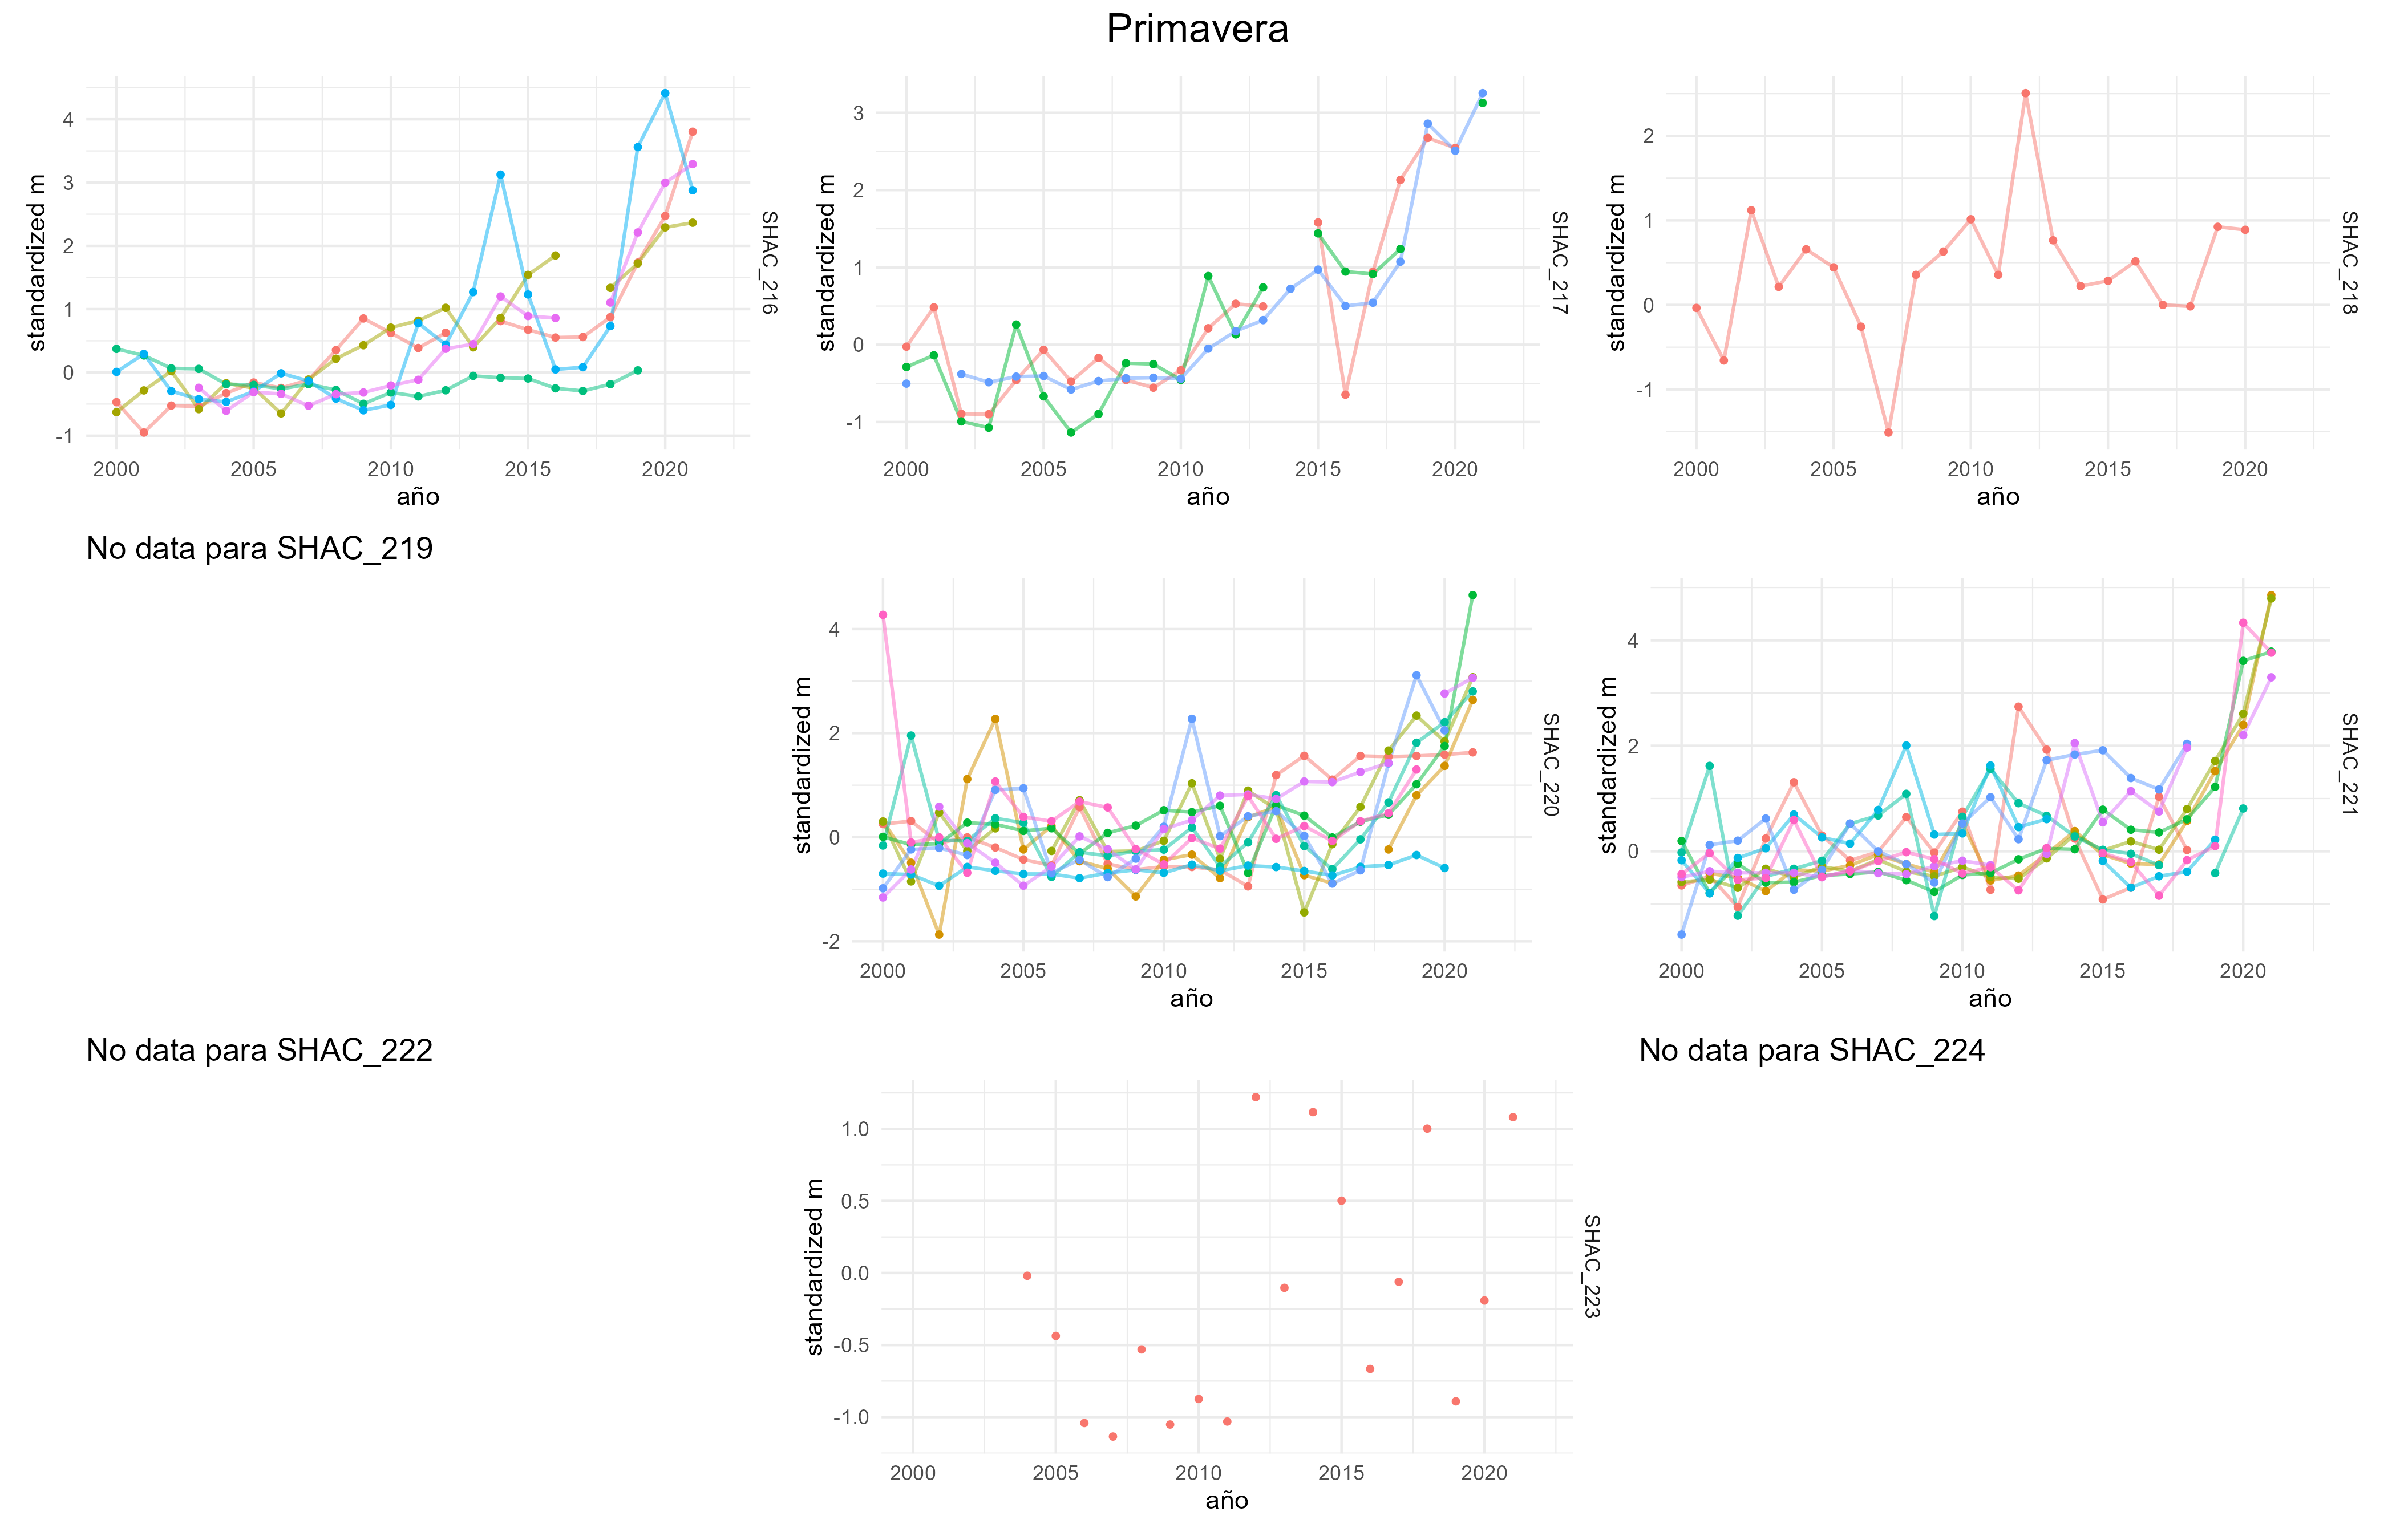 Primavera
standardized m
4
3
2
1
0
-1
2000 2005 2010 2015 2020
año
SHAC_216
standardized m
3
2
1
0
-1
2000 2005 2010 2015 2020
año
SHAC_217
standardized m
2
1
0
-1
2000 2005 2010 2015 2020
año
SHAC_218
No data para SHAC_219
standardized m
4
2
0
-2
2000 2005 2010 2015 2020
año
SHAC_220
standardized m
4
2
0
2000 2005 2010 2015 2020
año
SHAC_221
No data para SHAC_222
standardized m
1.0
0.5
0.0
-0.5
-1.0
2000 2005 2010 2015 2020
año
SHAC_223
No data para SHAC_224